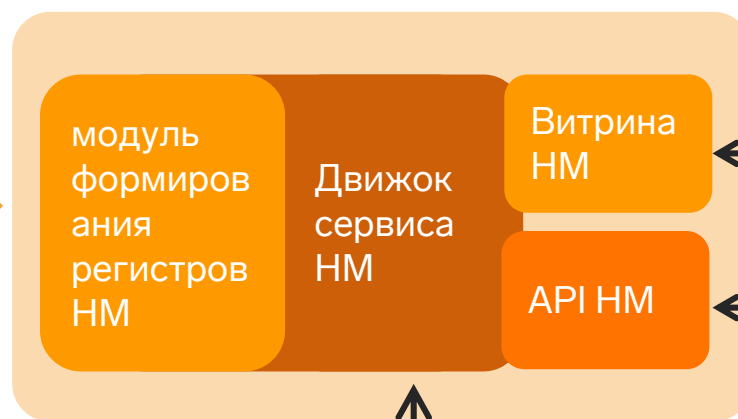 модуль
формиров
ания
регистров
НМ
Движок
сервиса
НМ
Витрина
НМ
API НМ